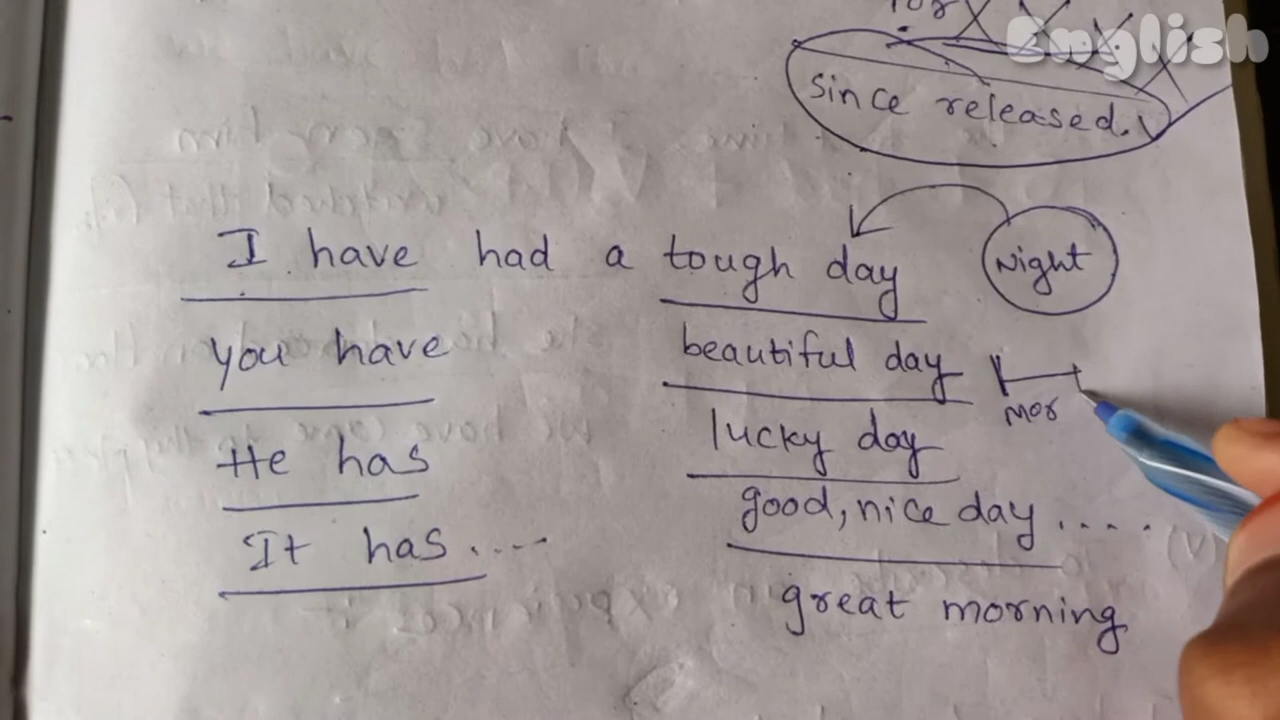 English
since released.
I have had a tough day
Night
you have beautiful day
mor
He has lucky day
It has.... good, nice day.....
great morning